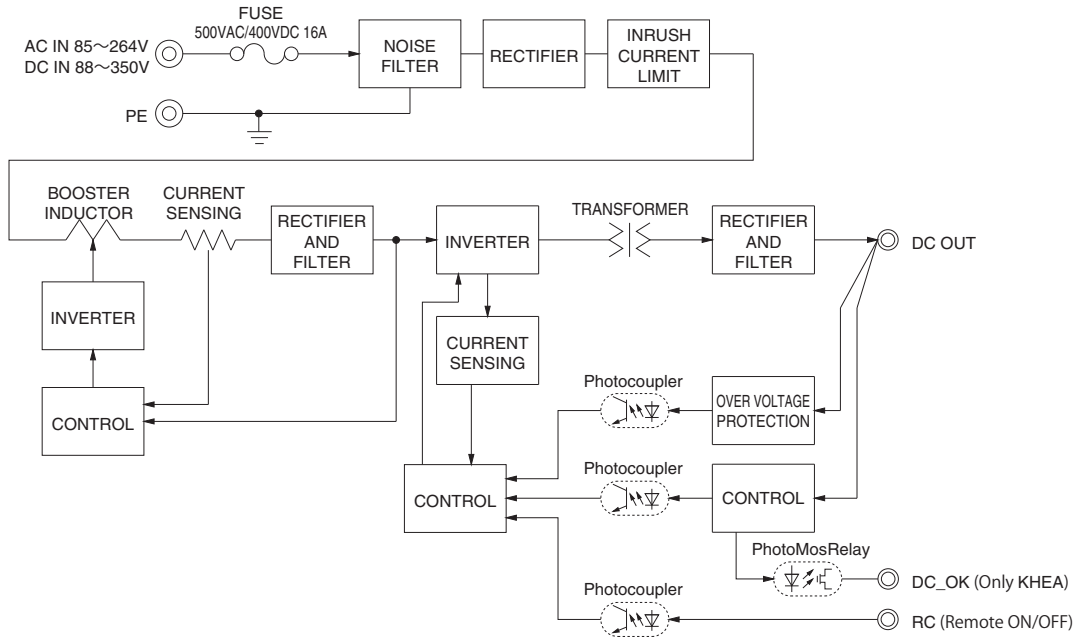 FUSE
500VAC/400VDC 16A
AC IN 85～264V
DC IN 88～350V
NOISE
FILTER
RECTIFIER
INRUSH
CURRENT
LIMIT
PE
BOOSTER
INDUCTOR
CURRENT
SENSING
RECTIFIER
AND
FILTER
INVERTER
TRANSFORMER
RECTIFIER
AND
FILTER
DC OUT
INVERTER
CURRENT
SENSING
CONTROL
Photocoupler
OVER VOLTAGE
PROTECTION
CONTROL
Photocoupler
CONTROL
PhotoMosRelay
DC_OK (Only KHEA)
Photocoupler
RC (Remote ON/OFF)